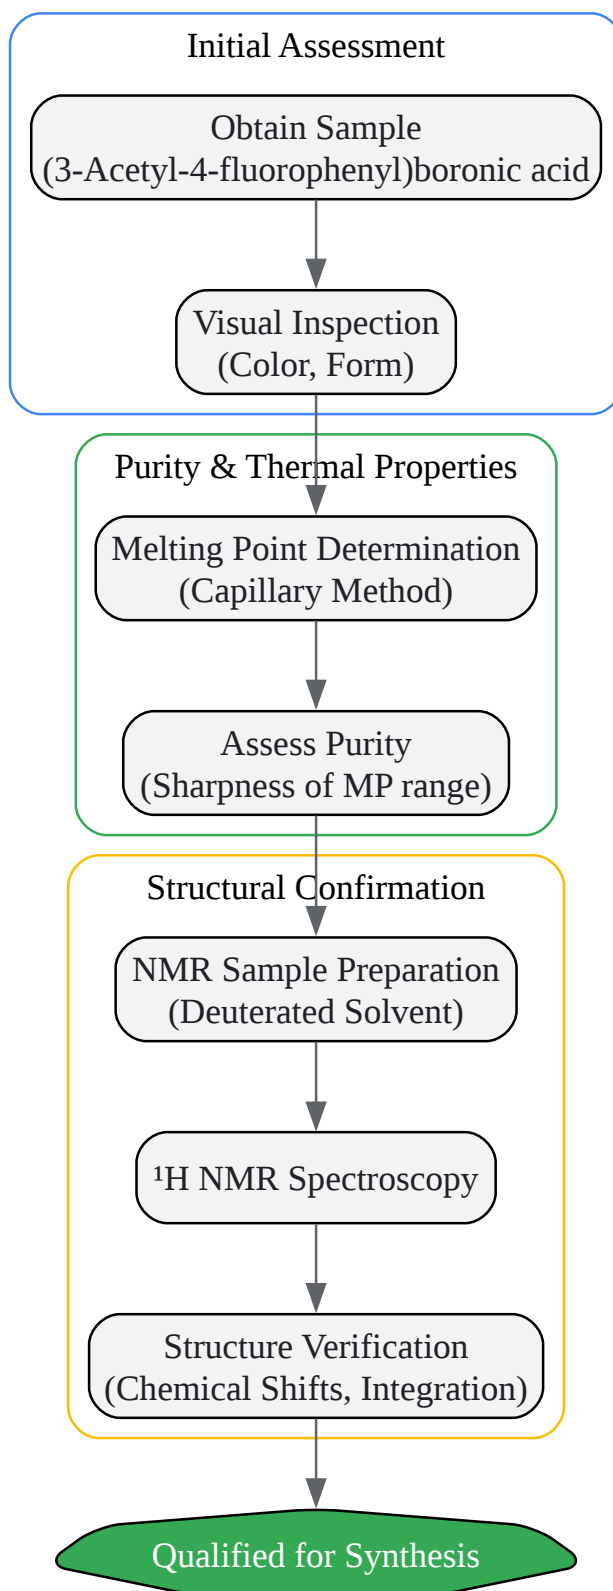 Initial Assessment
Obtain Sample
(3-Acetyl-4-fluorophenyl)boronic acid
Visual Inspection
(Color, Form)
Purity & Thermal Properties
Melting Point Determination
(Capillary Method)
Assess Purity
(Sharpness of MP range)
Structural Confirmation
NMR Sample Preparation
(Deuterated Solvent)
¹H NMR Spectroscopy
Structure Verification
(Chemical Shifts, Integration)
Qualified for Synthesis